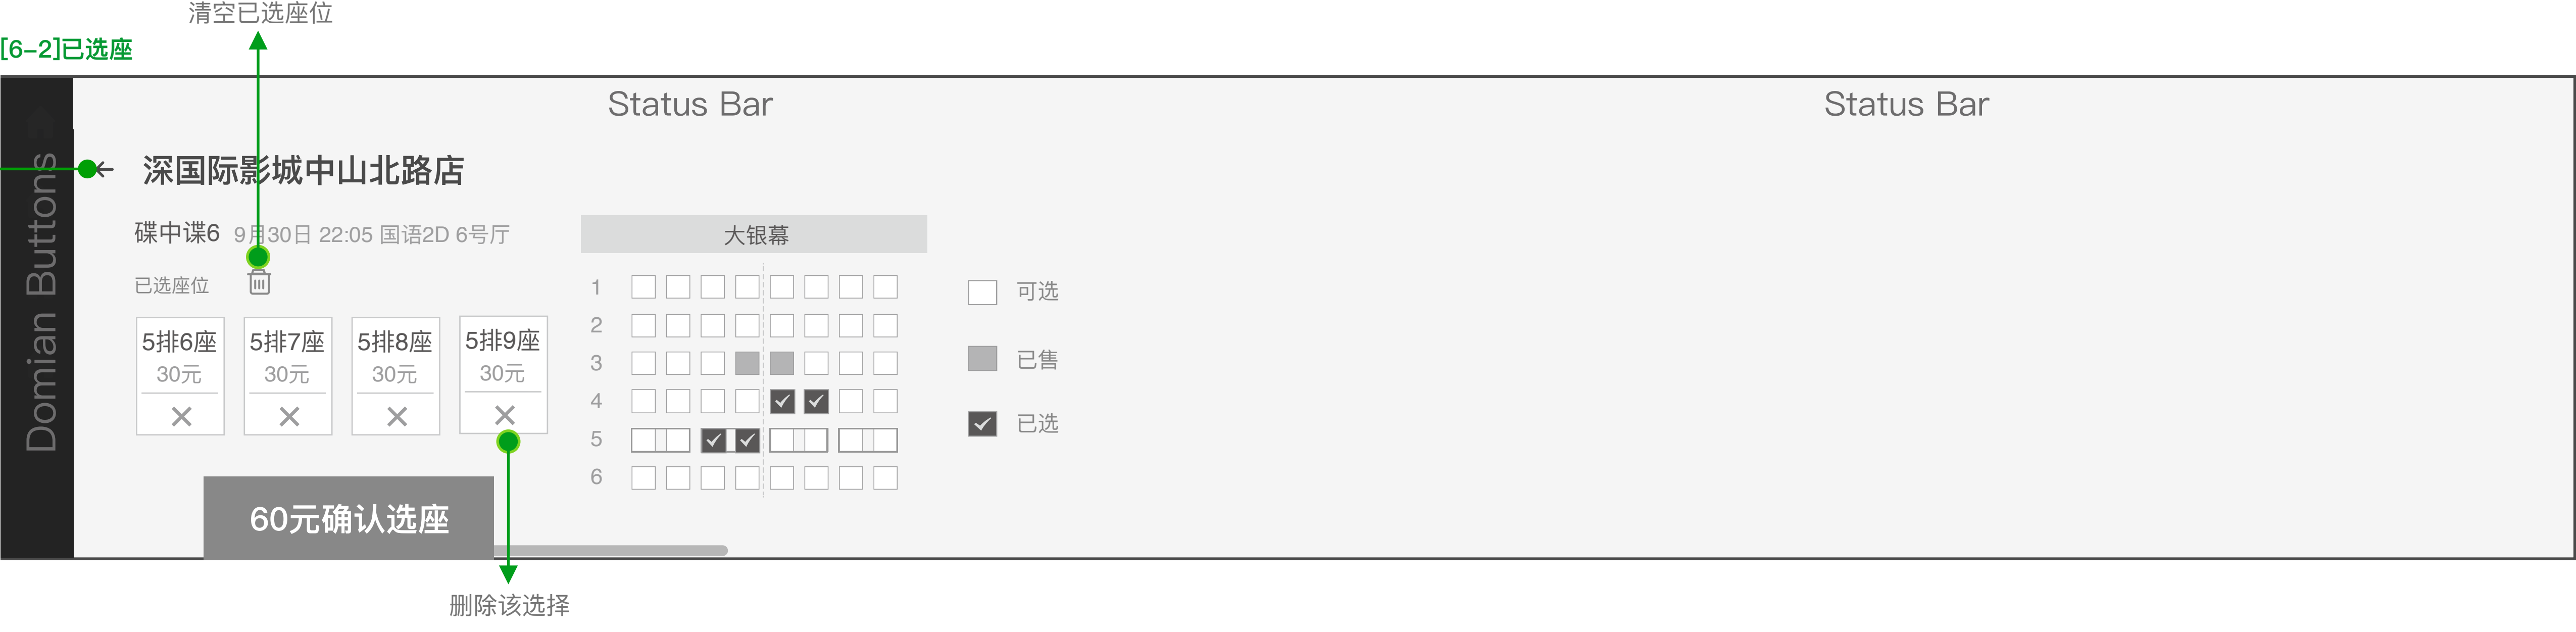 清空已选座位
[6-2]已选座
Status Bar
Status Bar
Domian Buttons
深国际影城中山北路店
碟中谍6 9月30日 22:05 国语2D 6号厅
大银幕
已选座位
5排6座
30元
5排7座
30元
5排8座
30元
5排9座
30元
1
2
3
4
5
6
可选
已售
已选
60元确认选座
删除该选择